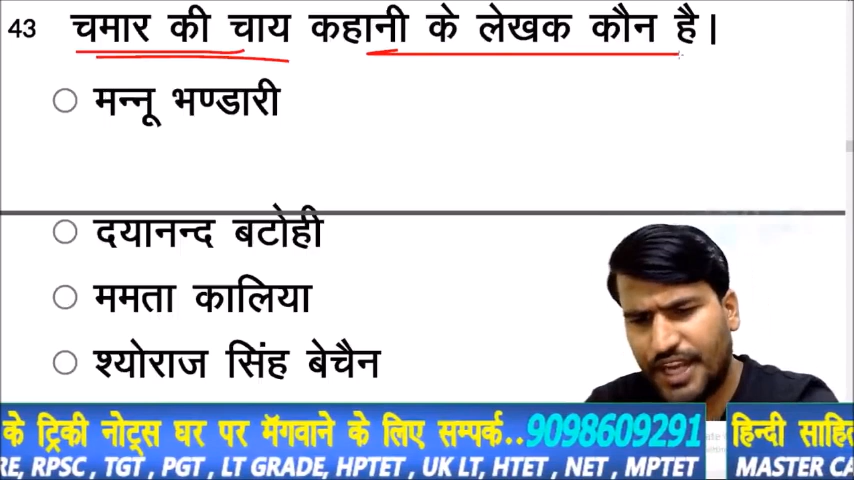 43 चमार की चाय कहानी के लेखक कौन है।
मन्नू भण्डारी
दयानन्द बटोही
ममता कालिया
श्योराज सिंह बेचैन
के ट्रिकी नोट्स घर पर मॅगवाने के लिए सम्पर्क..9098609291
हिन्दी साहि
RE, RPSC , TGT , PGT , LT GRADE, HPTET , UK LT, HTET , NET , MPTET
MASTER CA